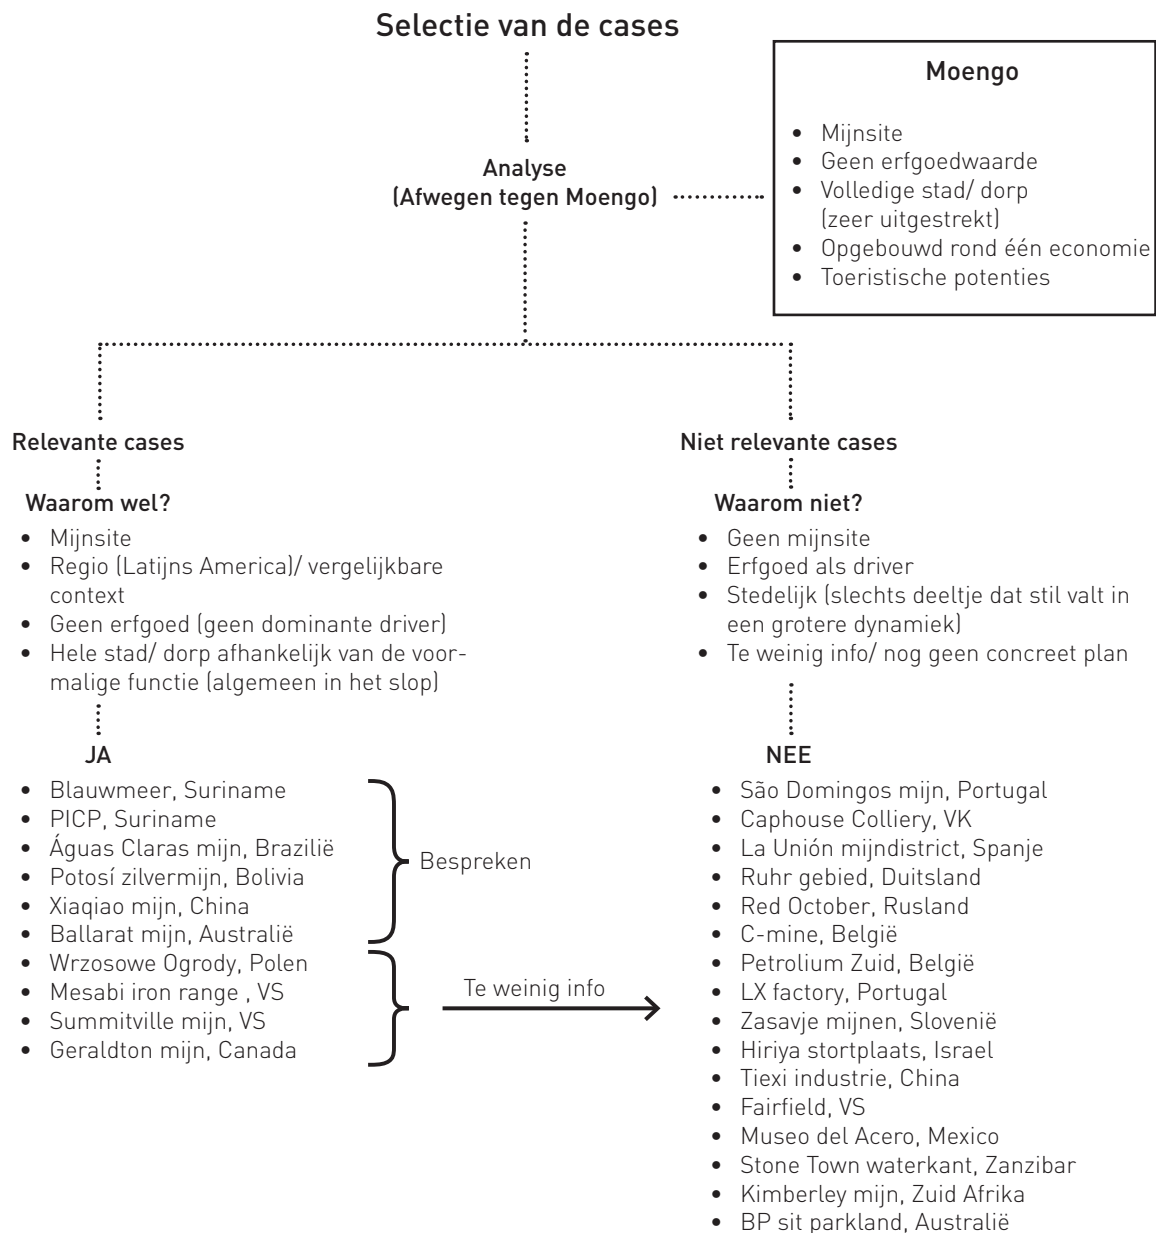 Selectie van de cases
Moengo
• Mijnsite
• Geen erfgoedwaarde
• Volledige stad/ dorp
(zeer uitgestrekt)
• Opgebouwd rond één economie
• Toeristische potenties
Analyse
(Afwegen tegen Moengo)
Relevante cases
Waarom wel?
• Mijnsite
• Regio (Latijns America)/ vergelijkbare
context
• Geen erfgoed (geen dominante driver)
• Hele stad/ dorp afhankelijk van de voor-
malige functie (algemeen in het slop)
JA
• Blauwmeer, Suriname
• PICP, Suriname
• Águas Claras mijn, Brazilië
• Potosí zilvermijn, Bolivia
• Xiaqiao mijn, China
• Ballarat mijn, Australië
• Wrzosowe Ogrody, Polen
• Mesabi iron range , VS
• Summitville mijn, VS
• Geraldton mijn, Canada
Bespreken
Te weinig info
Niet relevante cases
Waarom niet?
• Geen mijnsite
• Erfgoed als driver
• Stedelijk (slechts deeltje dat stil valt in
een grotere dynamiek)
• Te weinig info/ nog geen concreet plan
NEE
• São Domingos mijn, Portugal
• Caphouse Colliery, VK
• La Unión mijndistrict, Spanje
• Ruhr gebied, Duitsland
• Red October, Rusland
• C-mine, België
• Petrolium Zuid, België
• LX factory, Portugal
• Zasavje mijnen, Slovenië
• Hiriya stortplaats, Israel
• Tiexi industrie, China
• Fairfield, VS
• Museo del Acero, Mexico
• Stone Town waterkant, Zanzibar
• Kimberley mijn, Zuid Afrika
• BP sit parkland, Australië